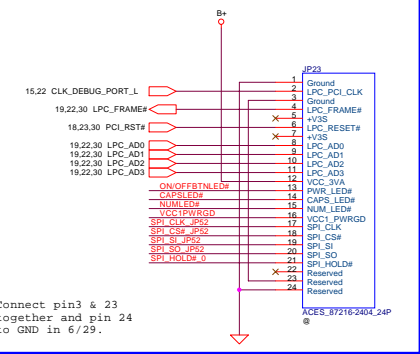 B+
JP23
1 Ground
15,22 CLK_DEBUG_PORT_L 2 LPC_PCI_CLK
3 Ground
19,22,30 LPC_FRAME# 4 LPC_FRAME#
5 +V3S
18,23,30 PCI_RST# 6 LPC_RESET#
7 +V3S
19,22,30 LPC_AD0 8 LPC_AD0
19,22,30 LPC_AD1 9 LPC_AD1
19,22,30 LPC_AD2 10 LPC_AD2
19,22,30 LPC_AD3 11 LPC_AD3
12 VCC_3VA
ON/OFFBTNLED# 13 PWR_LED#
CAPSLED# 14 CAPS_LED#
NUMLED# 15 NUM_LED#
VCC1PWRGD 16 VCC1_PWRGD
SPI_CLK_JP52 17 SPI_CLK
SPI_CS#_JP52 18 SPI_CS#
SPI_SI_JP52 19 SPI_SI
SPI_SO_JP52 20 SPI_SO
SPI_HOLD#_0 21 SPI_HOLD#
22 Reserved
23 Reserved
24 Reserved
ACES_87216-2404_24P
@
Connect pin3 & 23
together and pin 24
to GND in 6/29.